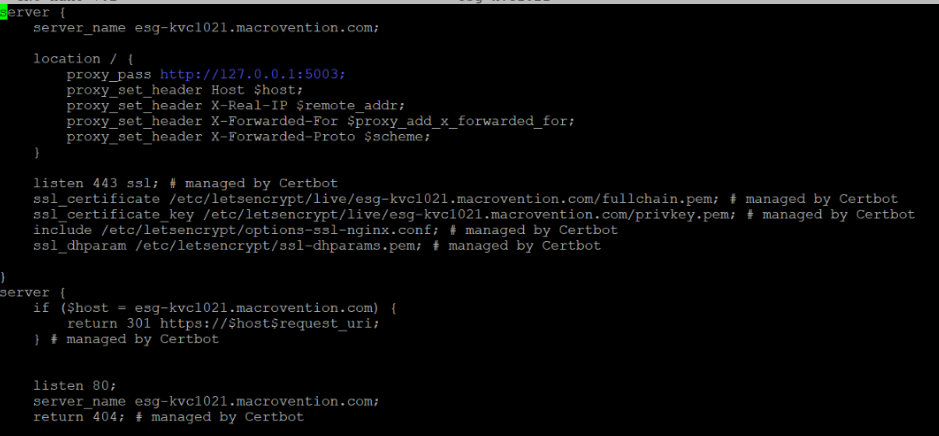 server {
    server_name esg-kvc1021.macrovention.com;

    location / {
        proxy_pass http://127.0.0.1:5003;
        proxy_set_header Host $host;
        proxy_set_header X-Real-IP $remote_addr;
        proxy_set_header X-Forwarded-For $proxy_add_x_forwarded_for;
        proxy_set_header X-Forwarded-Proto $scheme;
    }

    listen 443 ssl; # managed by Certbot
    ssl_certificate /etc/letsencrypt/live/esg-kvc1021.macrovention.com/fullchain.pem; # managed by Certbot
    ssl_certificate_key /etc/letsencrypt/live/esg-kvc1021.macrovention.com/privkey.pem; # managed by Certbot
    include /etc/letsencrypt/options-ssl-nginx.conf; # managed by Certbot
    ssl_dhparam /etc/letsencrypt/ssl-dhparams.pem; # managed by Certbot

}
server {
    if ($host = esg-kvc1021.macrovention.com) {
        return 301 https://$host$request_uri;
    } # managed by Certbot


    listen 80;
    server_name esg-kvc1021.macrovention.com;
    return 404; # managed by Certbot